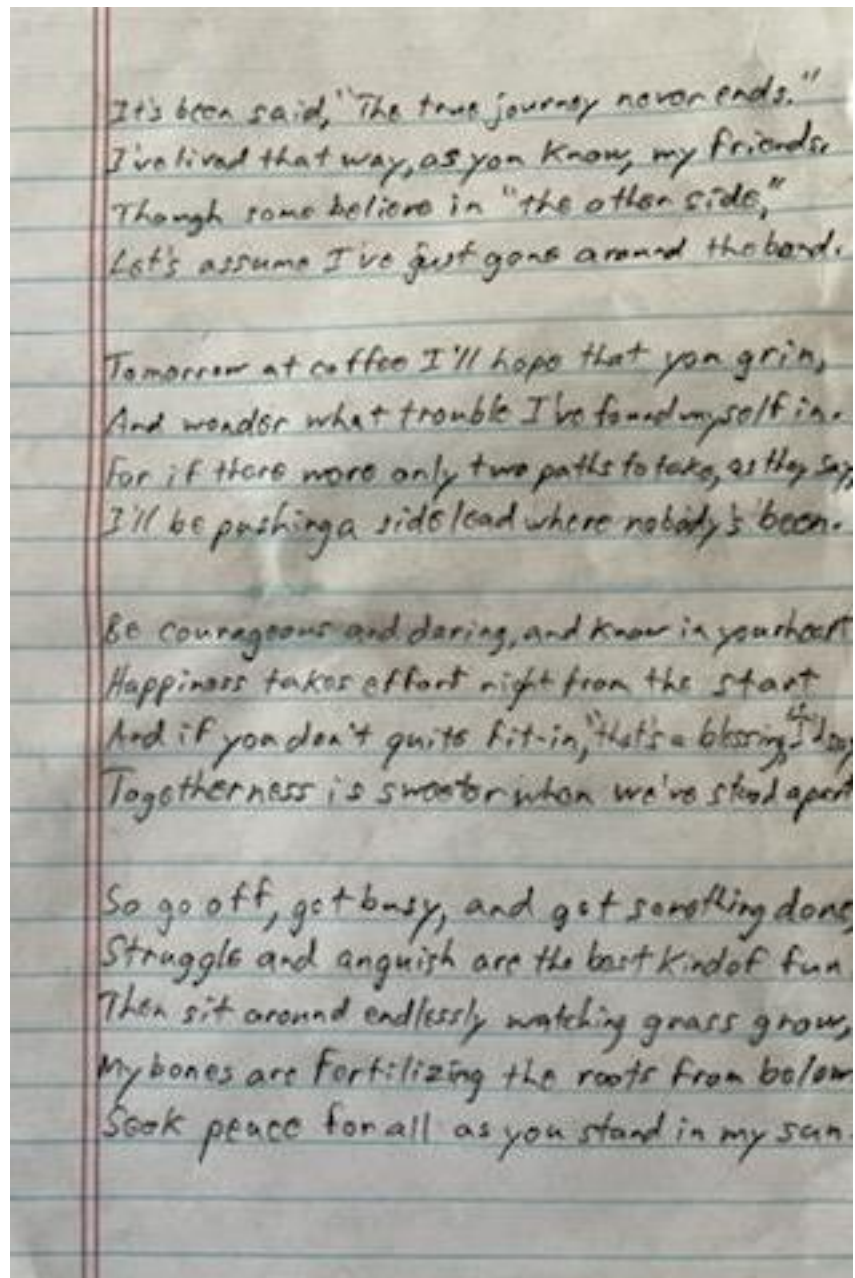 It's been said, "The true journey never ends."
I've lived that way, as you know, my friends.
Though some believe in "the other side,"
Let's assume I've just gone around the bend.
Tomorrow at coffee I'll hope that you grin,
And wonder what trouble I've found myself in.
For if there were only two paths to take, as they say,
I'll be pushing a side lead where nobody's been.
Be courageous and daring, and know in your heart
Happiness takes effort right from the start
And if you don't quite fit-in, "that's a blessing", I'd say
Togetherness is sweeter when we've stood apart
So go off, get busy, and get something done,
Struggle and anguish are the best kind of fun
Then sit around endlessly watching grass grow,
My bones are fertilizing the roots from below
Seek peace for all as you stand in my sun.